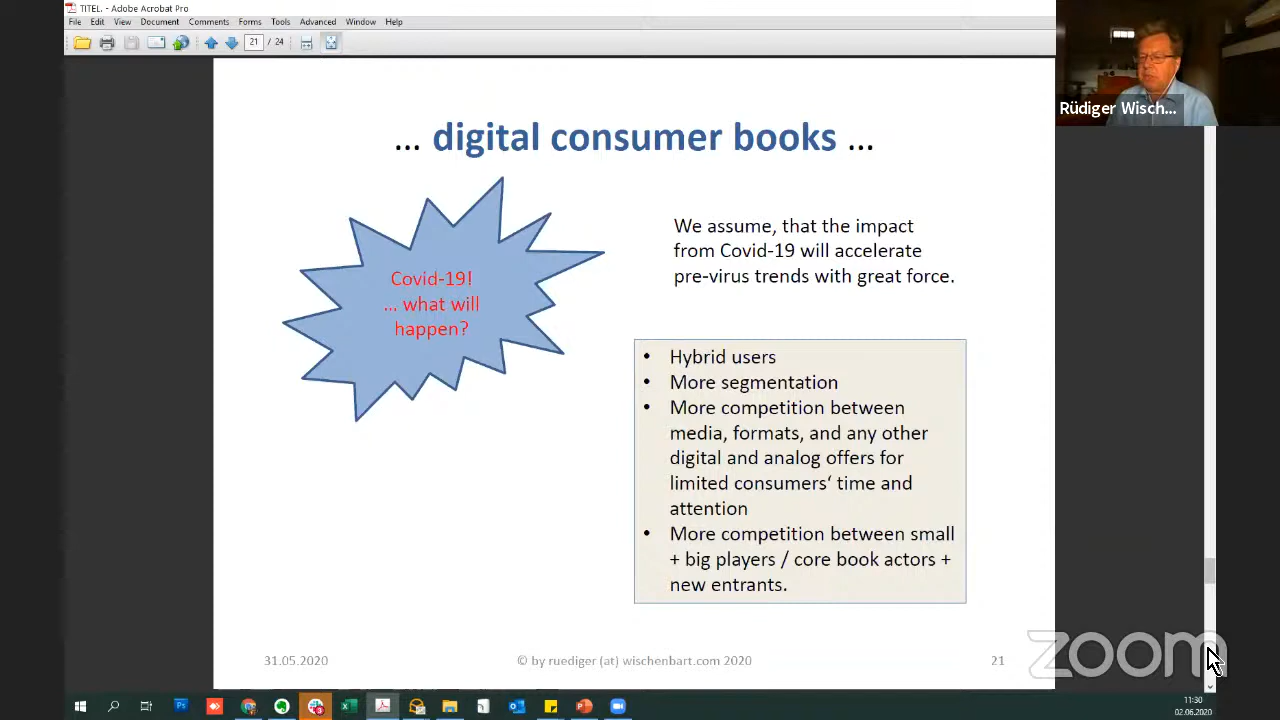 TITEL. - Adobe Acrobat Pro
File Edit View Document Comments Forms Tools Advanced Window Help
21 / 24
Rüdiger Wisch...
... digital consumer books ...
Covid-19!
... what will
happen?
We assume, that the impact
from Covid-19 will accelerate
pre-virus trends with great force.
• Hybrid users
• More segmentation
• More competition between
media, formats, and any other
digital and analog offers for
limited consumers‘ time and
attention
• More competition between small
+ big players / core book actors +
new entrants.
31.05.2020
© by ruediger (at) wischenbart.com 2020
21
zoom
11:30
02.06.2020